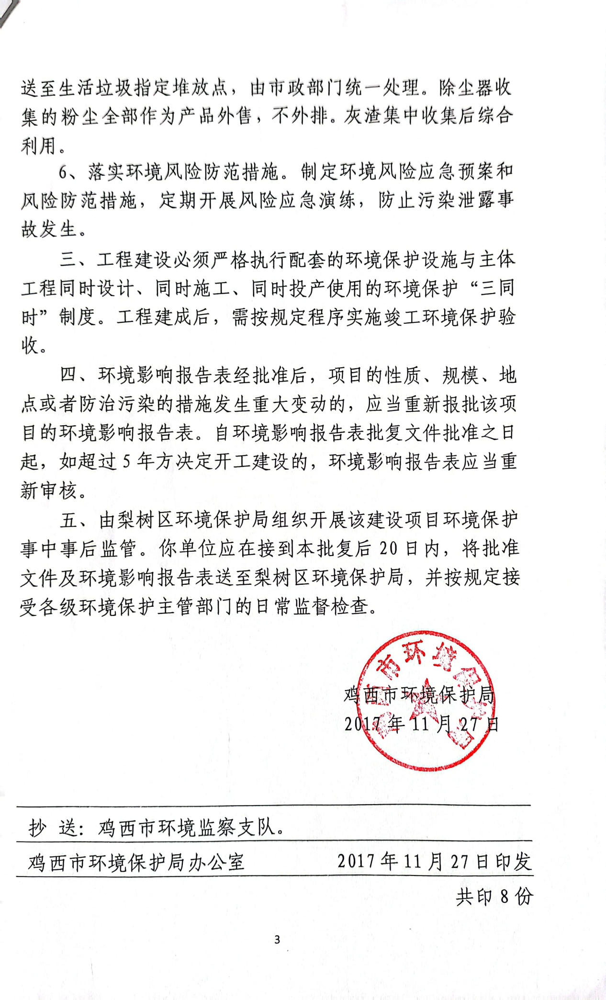 送至生活垃圾指定堆放点，由市政部门统一处理。除尘器收
集的粉尘全部作为产品外售，不外排。灰渣集中收集后综合
利用。
6、落实环境风险防范措施。制定环境风险应急预案和
风险防范措施，定期开展风险应急演练，防止污染泄露事
故发生。
三、工程建设必须严格执行配套的环境保护设施与主体
工程同时设计、同时施工、同时投产使用的环境保护“三同
时”制度。工程建成后，需按规定程序实施竣工环境保护验
收。
四、环境影响报告表经批准后，项目的性质、规模、地
点或者防治污染的措施发生重大变动的，应当重新报批该项
目的环境影响报告表。自环境影响报告表批复文件批准之日
起，如超过 5 年方决定开工建设的，环境影响报告表应当重
新审核。
五、由梨树区环境保护局组织开展该建设项目环境保护
事中事后监管。你单位应在接到本批复后 20 日内，将批准
文件及环境影响报告表送至梨树区环境保护局，并按规定接
受各级环境保护主管部门的日常监督检查。
鸡西市环境保护局
鸡西市环境保护局
2017 年 11 月 27 日
抄 送：鸡西市环境监察支队。
鸡西市环境保护局办公室 2017 年 11 月 27 日印发
共印 8 份
3